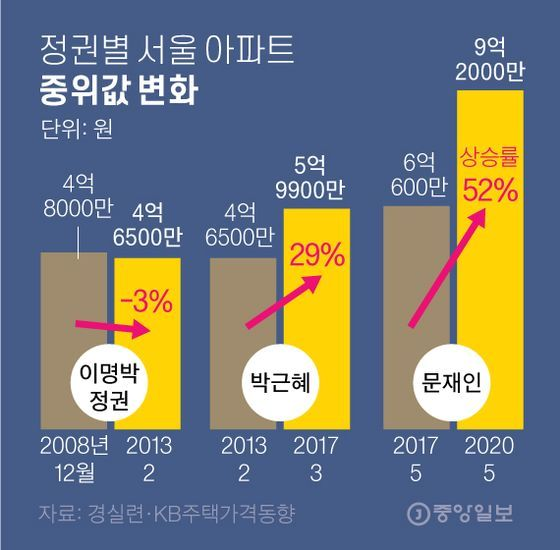 정권별 서울 아파트
중위값 변화
단위: 원
4억
8000만
4억
6500만
-3%
이명박
정권
2008년
12월
2013
2
4억
6500만
5억
9900만
29%
박근혜
2013
2
2017
3
6억
600만
9억
2000만
상승률
52%
문재인
2017
5
2020
5
자료: 경실련·KB주택가격동향
J 중앙일보